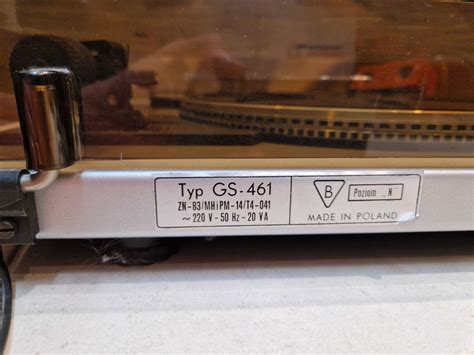 Typ GS-461
ZN-83/MHiPM-14/T4-041
~ 220 V - 50 Hz - 20 VA
B
Poziom „N"
MADE IN POLAND